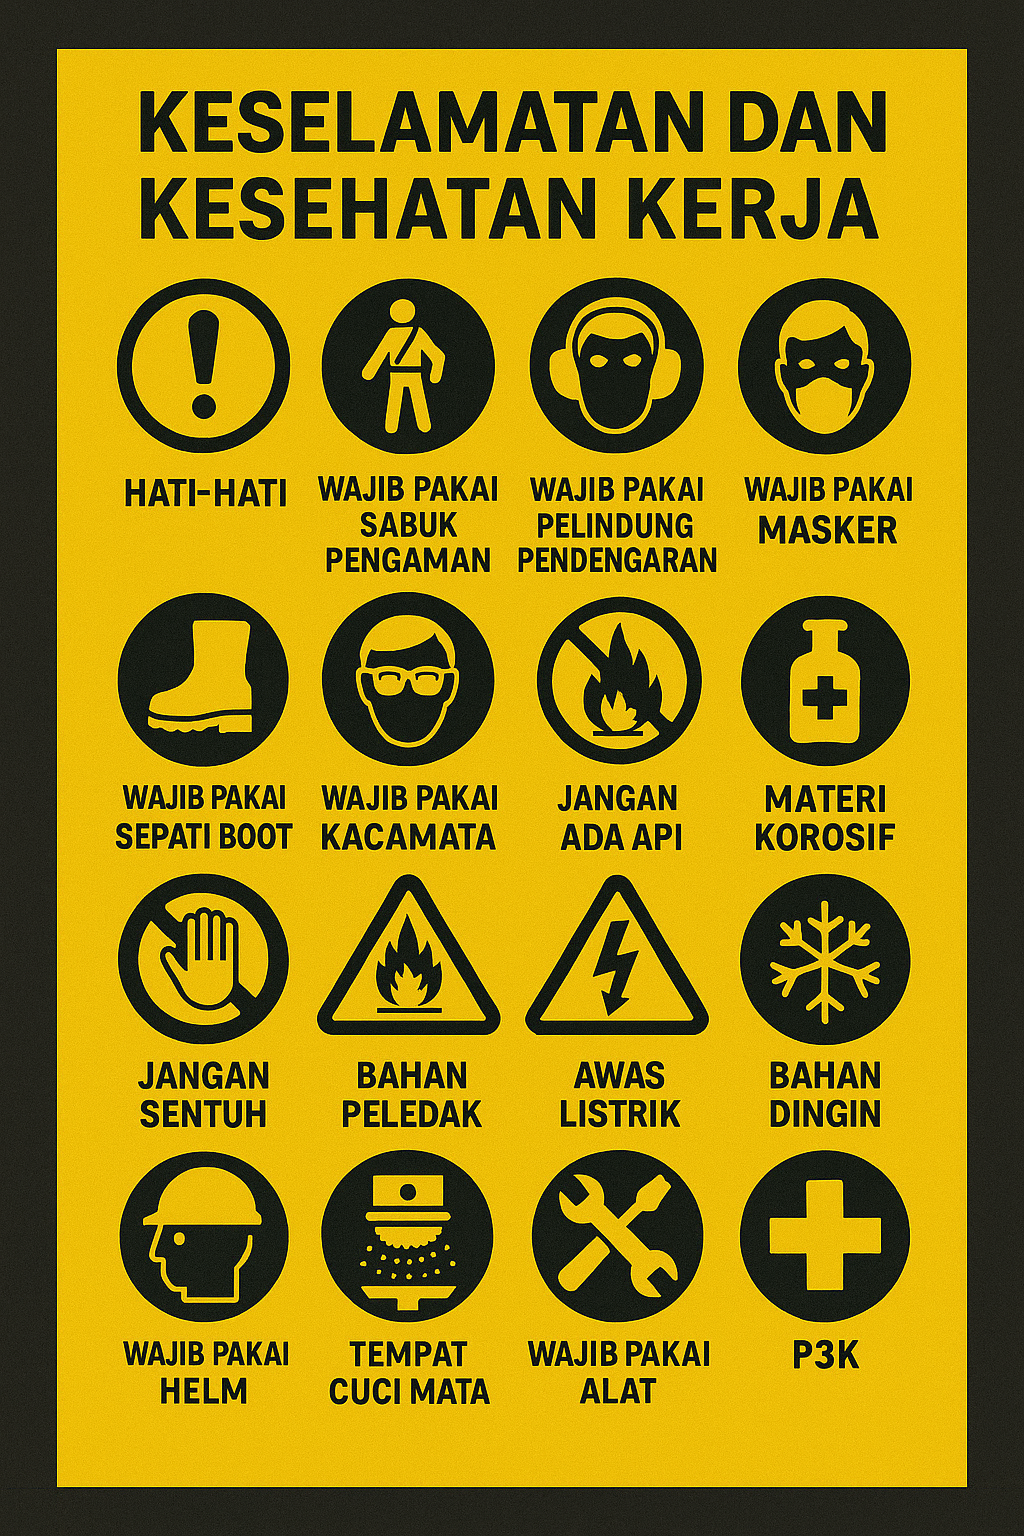 KESELAMATAN DAN
KESEHATAN KERJA
HATI-HATI
WAJIB PAKAI
SABUK
PENGAMAN
WAJIB PAKAI
PELINDUNG
PENDENGARAN
WAJIB PAKAI
MASKER
WAJIB PAKAI
SEPATI BOOT
WAJIB PAKAI
KACAMATA
JANGAN
ADA API
MATERI
KOROSIF
JANGAN
SENTUH
BAHAN
PELEDAK
AWAS
LISTRIK
BAHAN
DINGIN
WAJIB PAKAI
HELM
TEMPAT
CUCI MATA
WAJIB PAKAI
ALAT
P3K